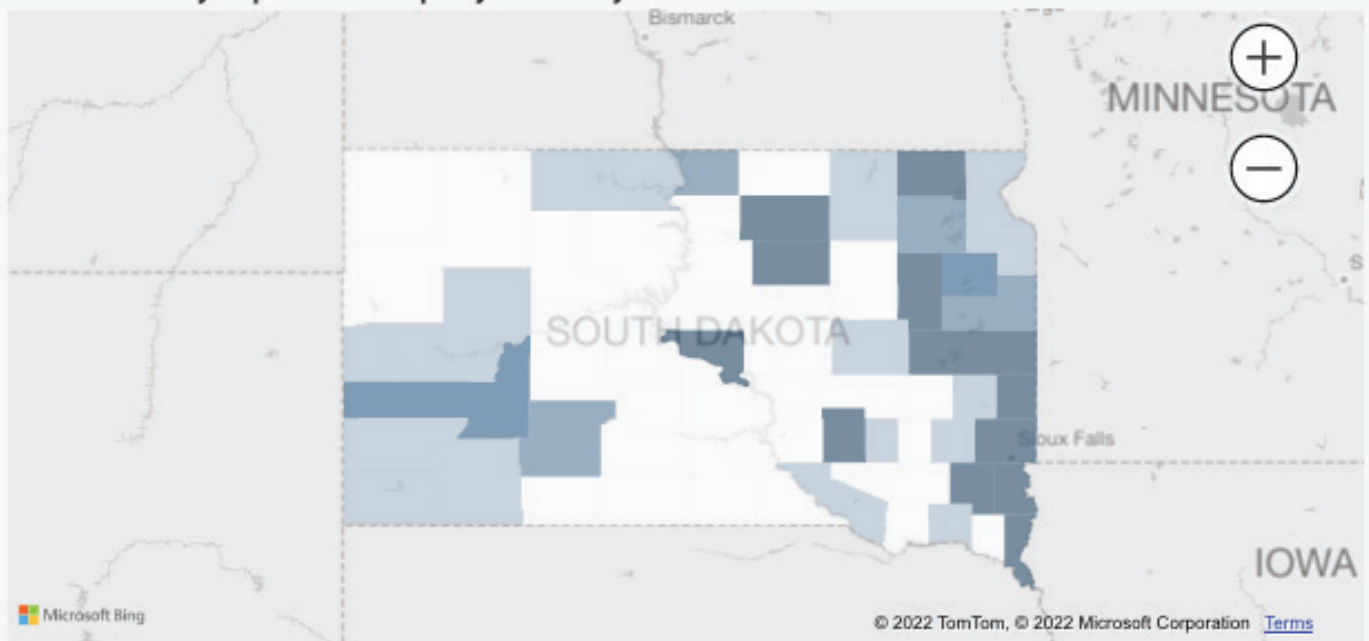 Bismarck
MINNESOTA
SOUTH DAKOTA
Sioux Falls
IOWA
Microsoft Bing
© 2022 TomTom, © 2022 Microsoft Corporation Terms